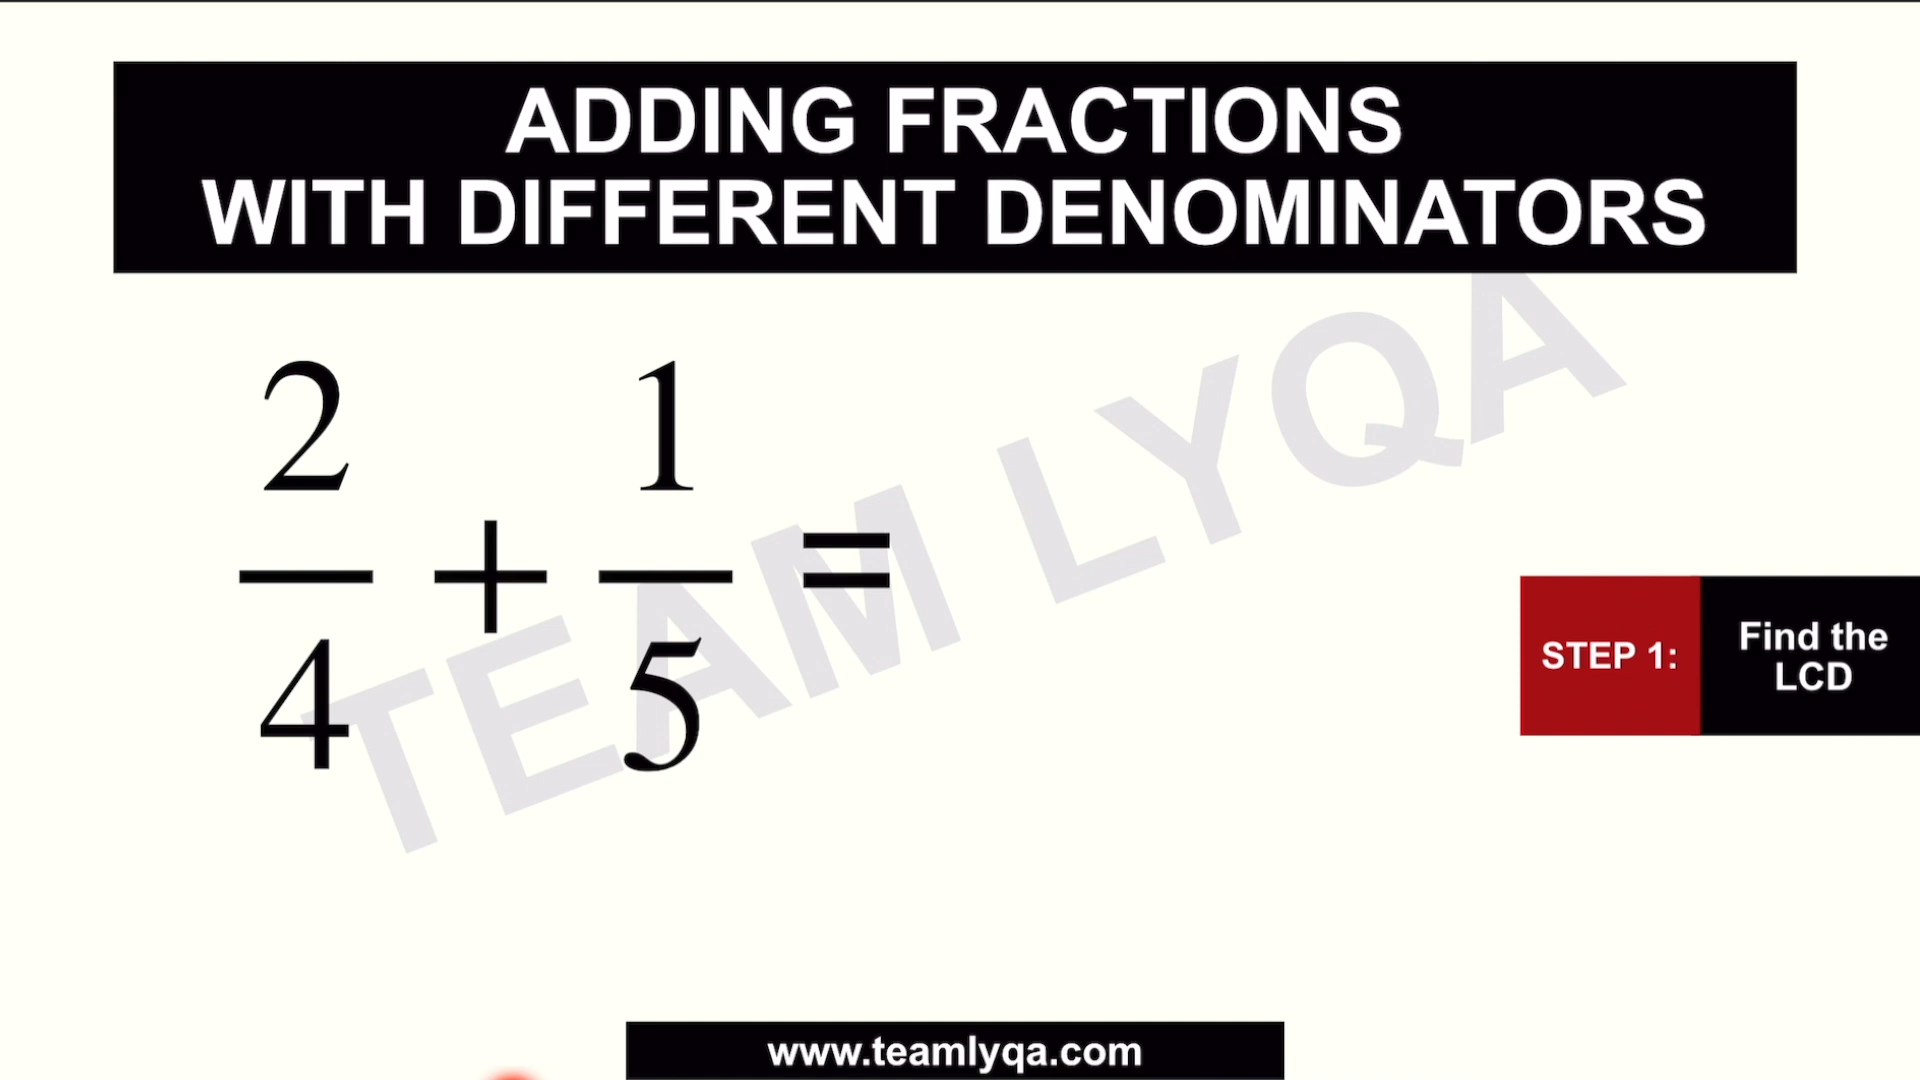 ADDING FRACTIONS
WITH DIFFERENT DENOMINATORS
2
4
+
1
5
=
TEAM LYQA
STEP 1:
Find the
LCD
www.teamlyqa.com